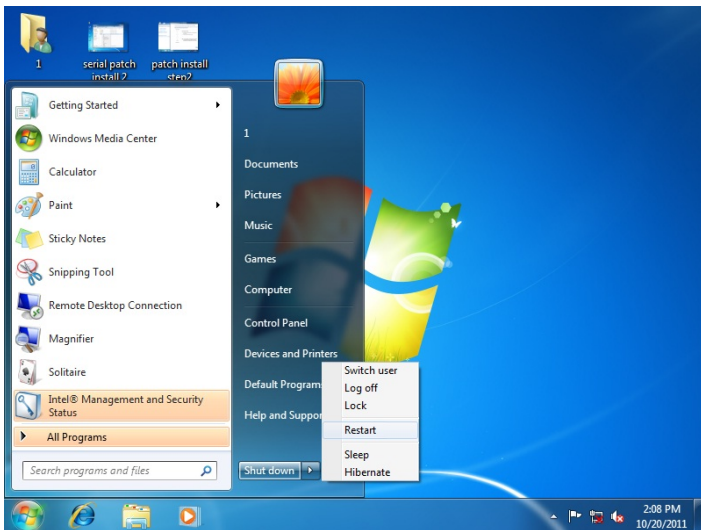 1
serial patch
install 2
patch install
step2
Getting Started
Windows Media Center
Calculator
Paint
Sticky Notes
Snipping Tool
Remote Desktop Connection
Magnifier
Solitaire
Intel® Management and Security
Status
All Programs
Search programs and files
1
Documents
Pictures
Music
Games
Computer
Control Panel
Devices and Printers
Default Program
Help and Suppor
Shut down
Switch user
Log off
Lock
Restart
Sleep
Hibernate
2:08 PM
10/20/2011